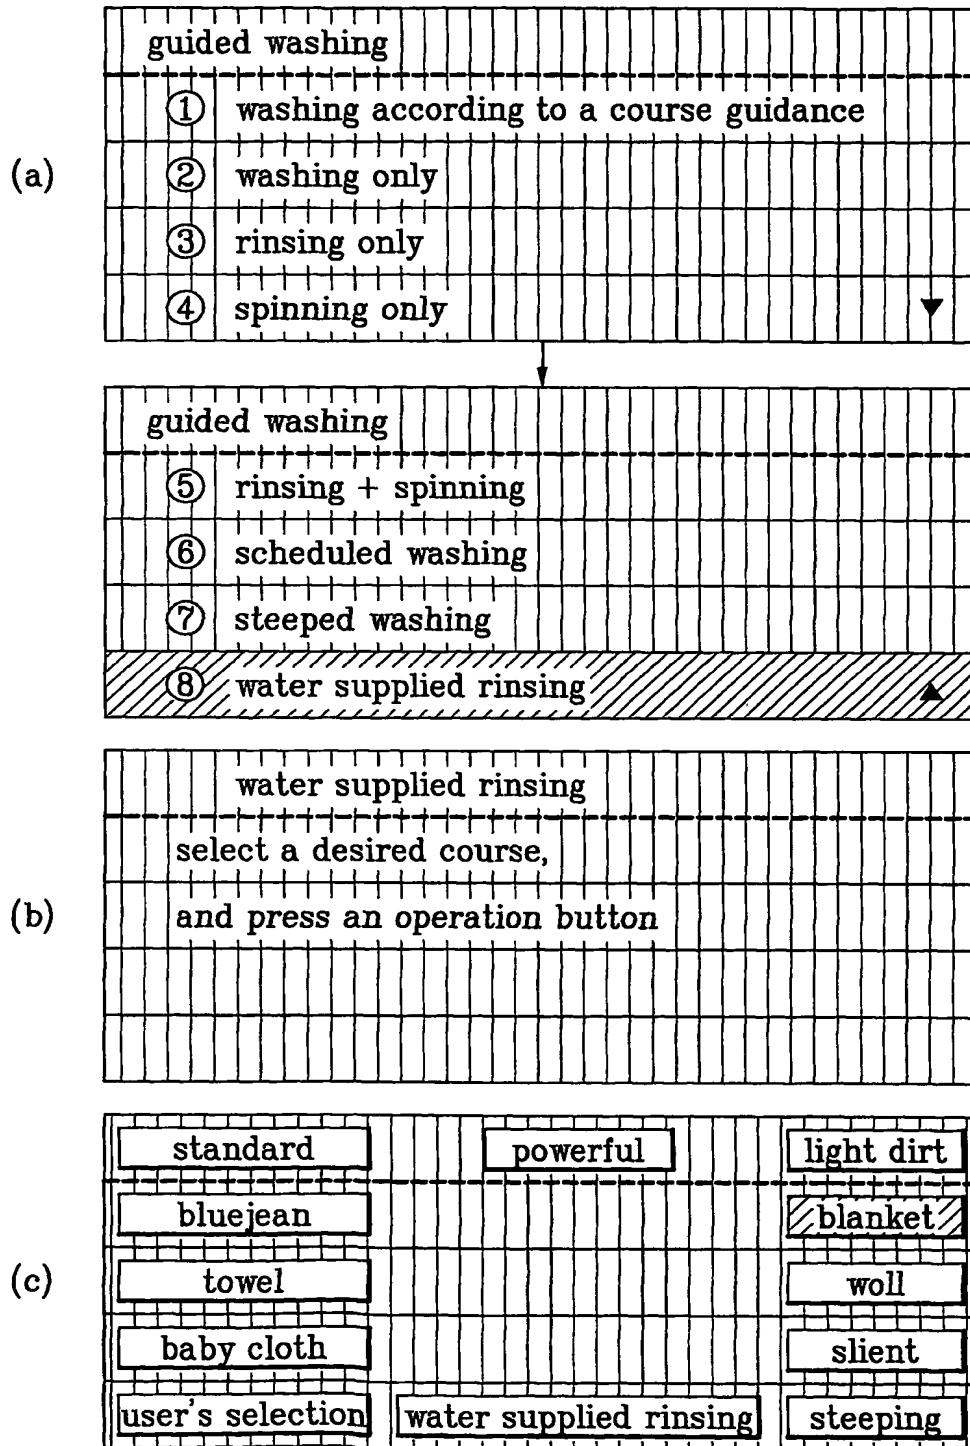 guided washing
① washing according to a course guidance
(a)
② washing only
③ rinsing only
④ spinning only ▼
guided washing
⑤ rinsing + spinning
⑥ scheduled washing
⑦ steeped washing
⑧ water supplied rinsing ▲
water supplied rinsing
select a desired course,
(b)
and press an operation button
standard powerful light dirt
bluejean blanket
(c)
towel woll
baby cloth slient
user's selection water supplied rinsing steeping